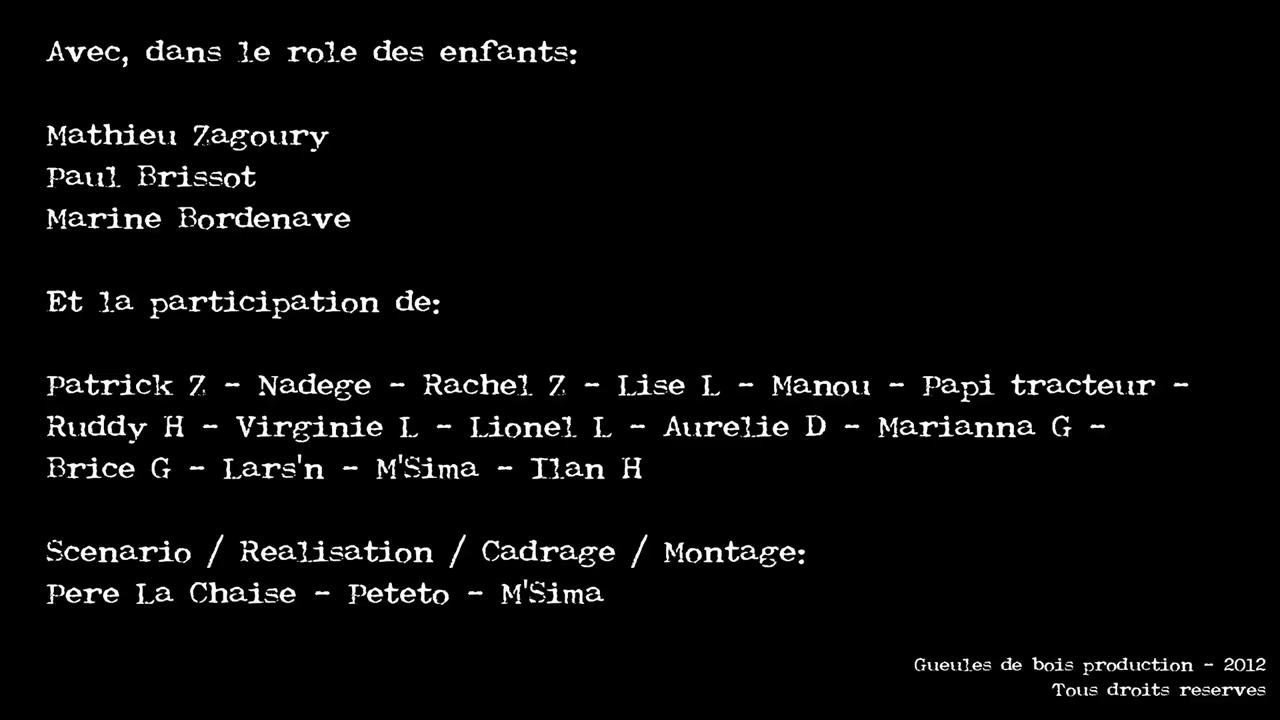 Avec, dans le role des enfants:
Mathieu Zagoury
Paul Brissot
Marine Bordenave
Et la participation de:
Patrick Z - Nadege - Rachel Z - Lise L - Manou - Papi tracteur -
Ruddy H - Virginie L - Lionel L - Aurelie D - Marianna G -
Brice G - Lars'n - M'Sima - Ilan H
Scenario / Realisation / Cadrage / Montage:
Pere La Chaise - Peteto - M'Sima
Gueules de bois production - 2012
Tous droits reserves